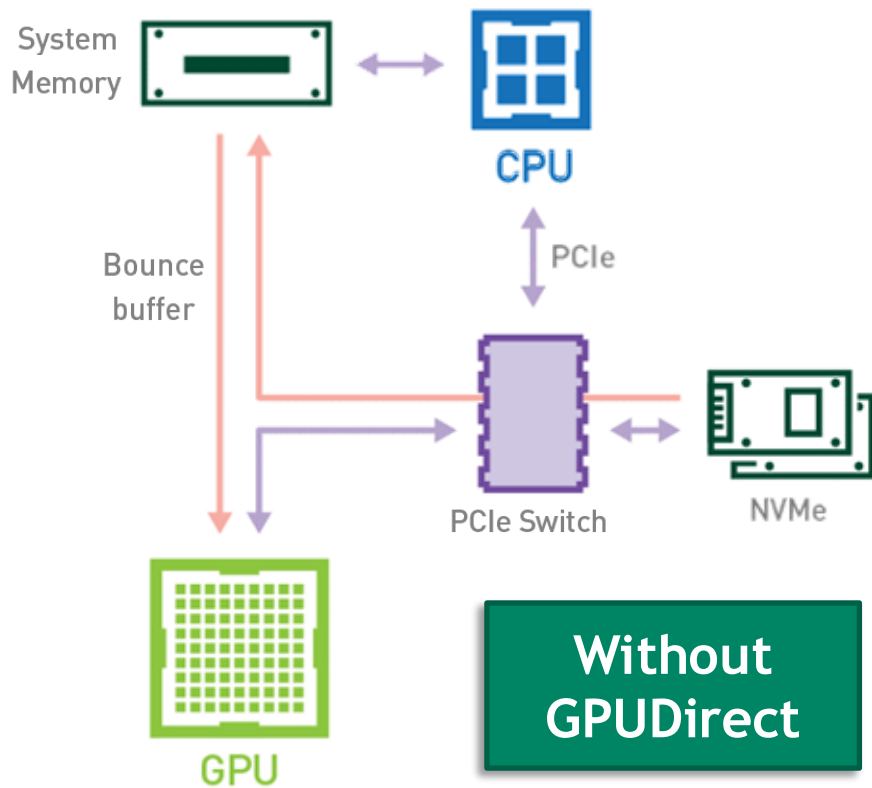 System
Memory
CPU
Bounce
buffer
PCIe
PCIe Switch
NVMe
GPU
Without
GPUDirect